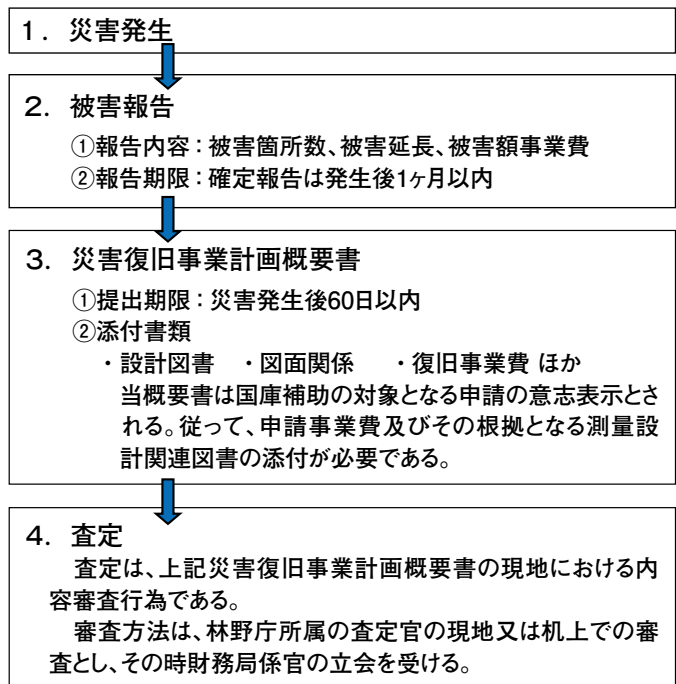 1. 災害発生
2. 被害報告
①報告内容：被害箇所数、被害延長、被害額事業費
②報告期限：確定報告は発生後1ヶ月以内
3. 災害復旧事業計画概要書
①提出期限：災害発生後60日以内
②添付書類
・設計図書 ・図面関係 ・復旧事業費 ほか
当概要書は国庫補助の対象となる申請の意志表示とさ
れる。従って、申請事業費及びその根拠となる測量設
計関連図書の添付が必要である。
4. 査定
査定は、上記災害復旧事業計画概要書の現地における内
容審査行為である。
審査方法は、林野庁所属の査定官の現地又は机上での審
査とし、その時財務局係官の立会を受ける。